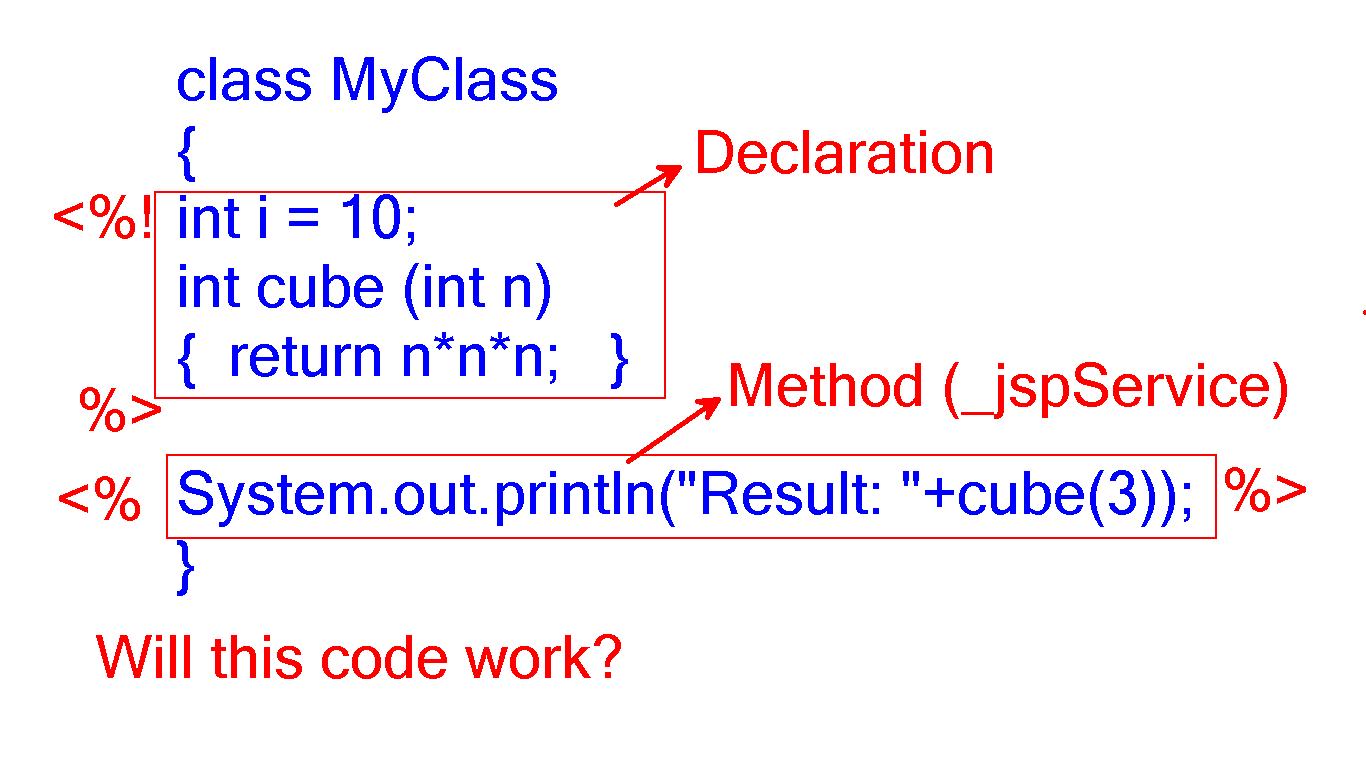 class MyClass
{
Declaration
<%! int i = 10;
int cube (int n)
{ return n*n*n; }
%>
Method (_jspService)
<% System.out.println("Result: "+cube(3)); %>
}
Will this code work?